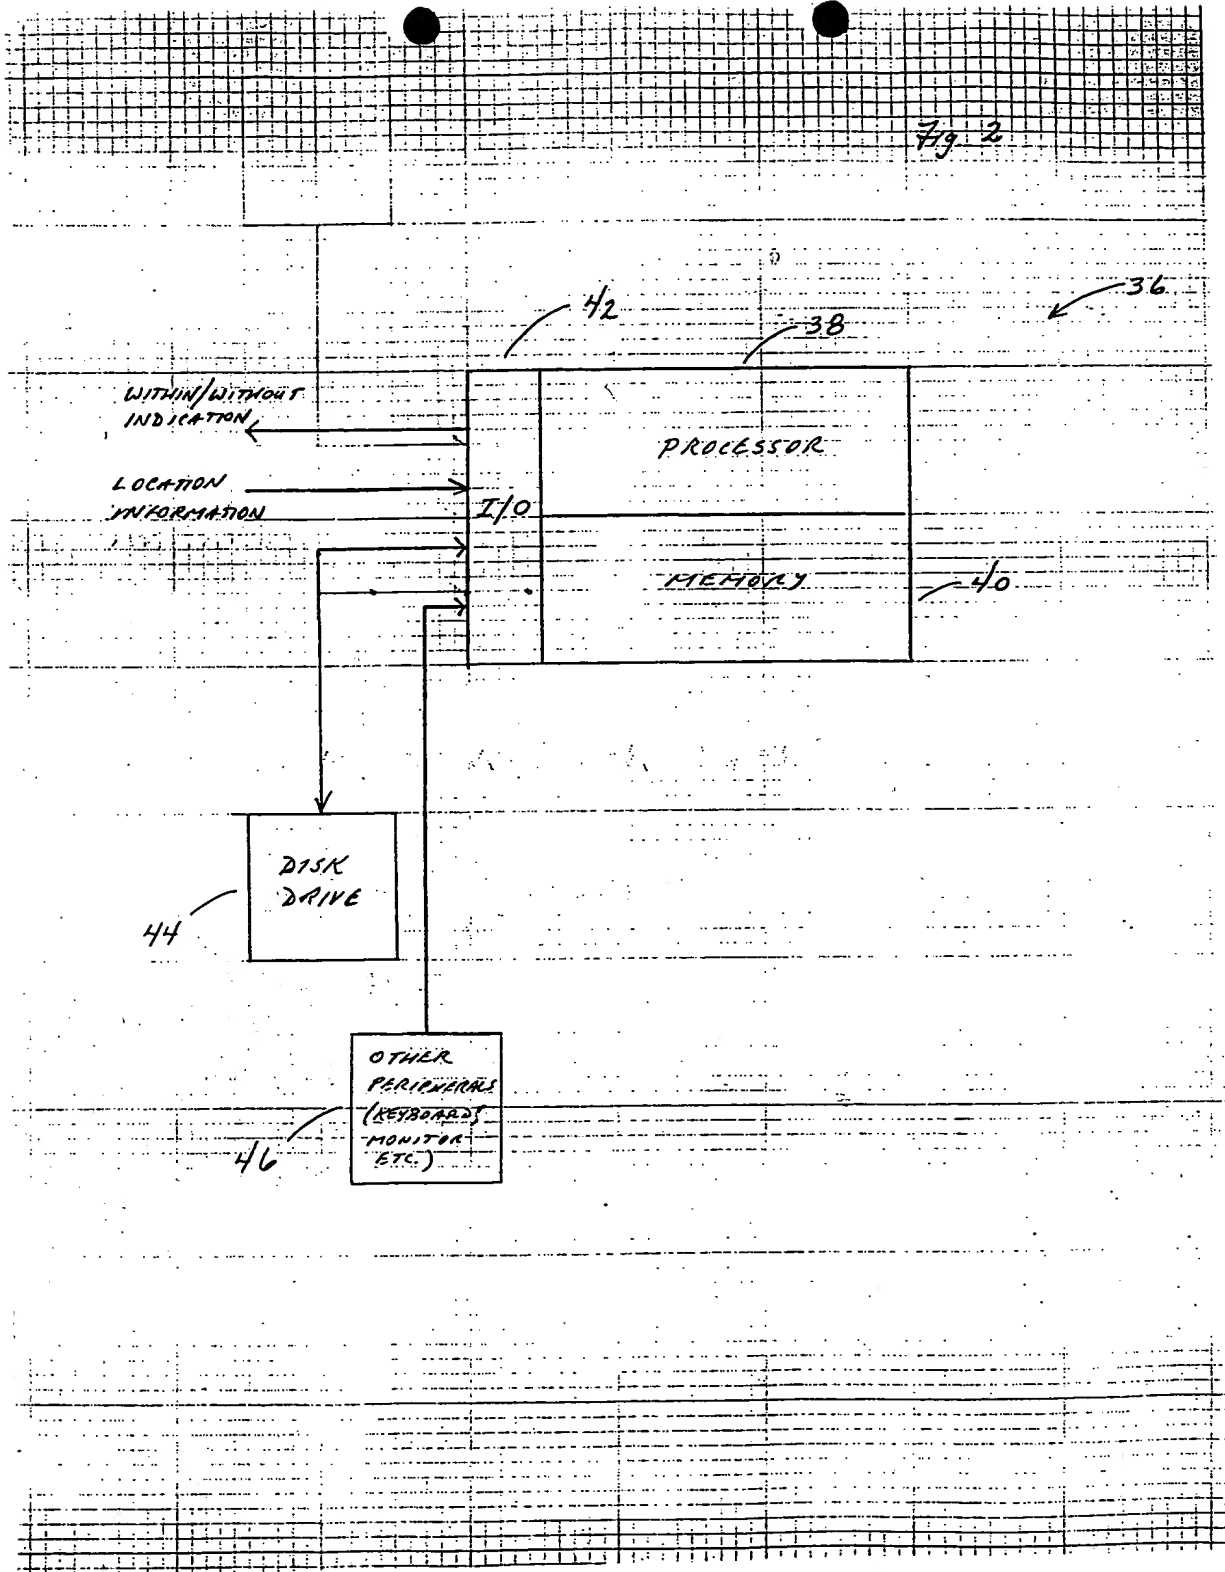 Fig 2
42
36
38
WITHIN/WITHOUT
INDICATION
PROCESSOR
LOCATION
INFORMATION
I/O
MEMORY
40
DISK
DRIVE
44
OTHER
PERIPHERALS
(KEYBOARD,
MONITOR
ETC.)
46